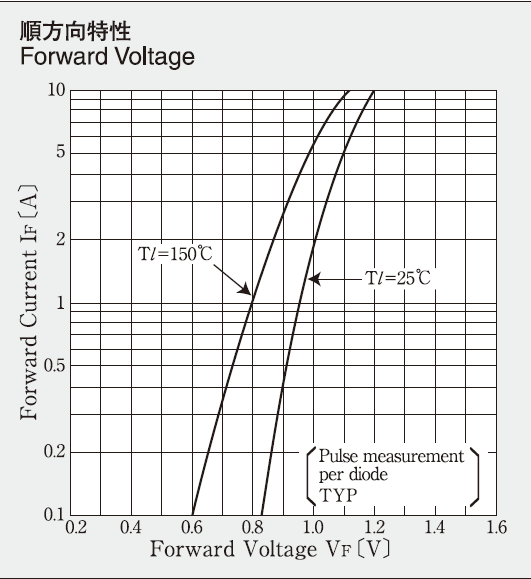 順方向特性
Forward Voltage
10
5
2
1
0.5
0.2
0.1
Forward Current IF〔A〕
Tl=150℃
Tl=25℃
Pulse measurement
per diode
TYP
0.2 0.4 0.6 0.8 1.0 1.2 1.4 1.6
Forward Voltage VF〔V〕